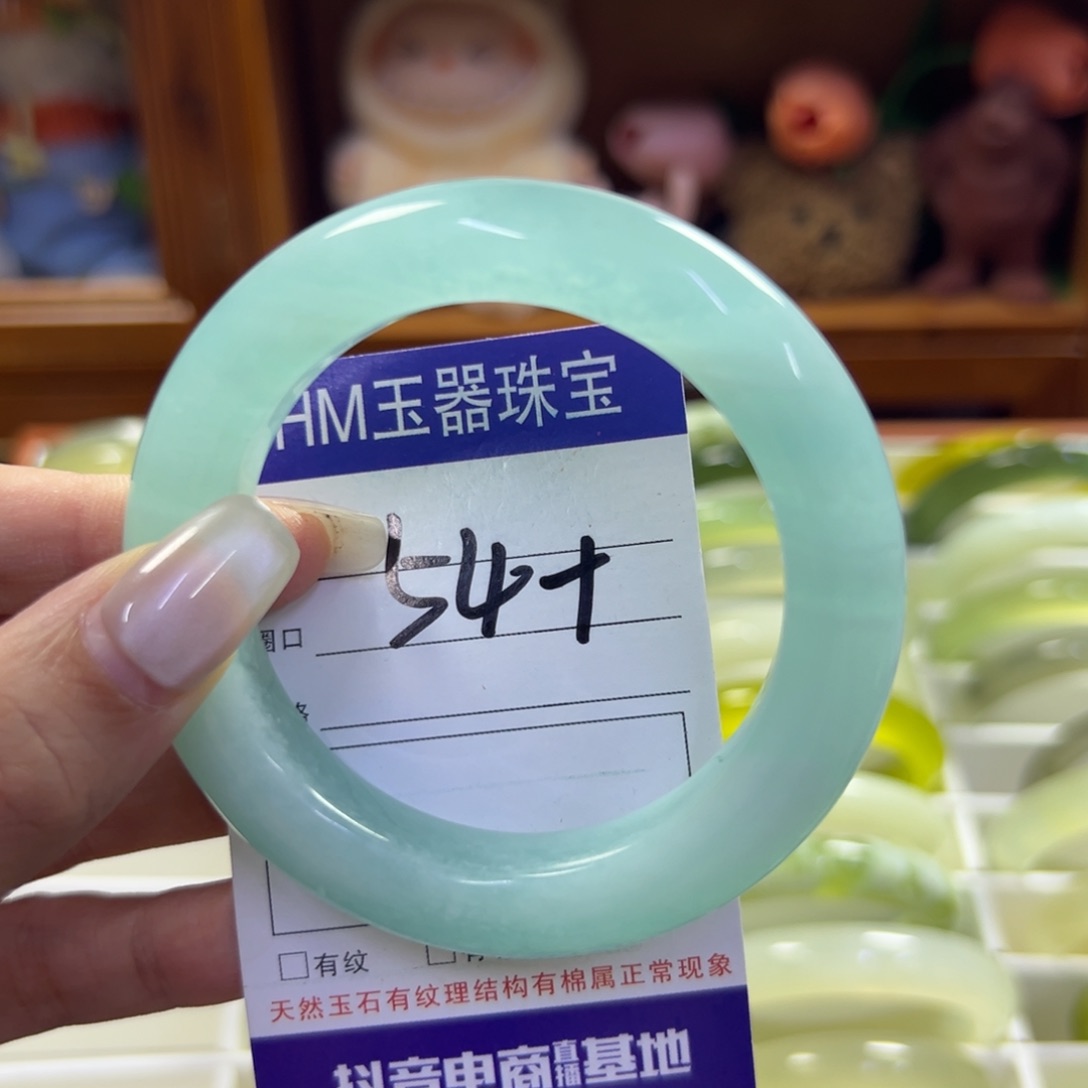 HM玉器珠宝
54+
圈口
格
有纹
天然玉石有纹理结构有棉属正常现象
抖音电商直播基地